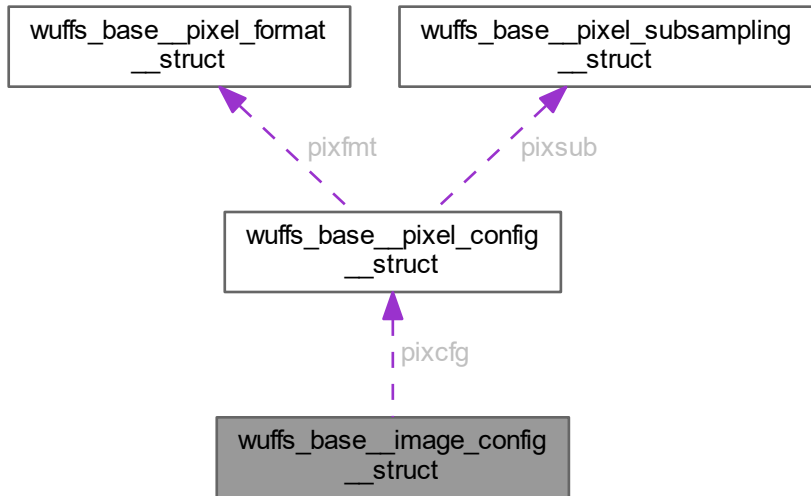 wuffs_base__pixel_format
__struct
wuffs_base__pixel_subsampling
__struct
pixfmt
pixsub
wuffs_base__pixel_config
__struct
pixcfg
wuffs_base__image_config
__struct